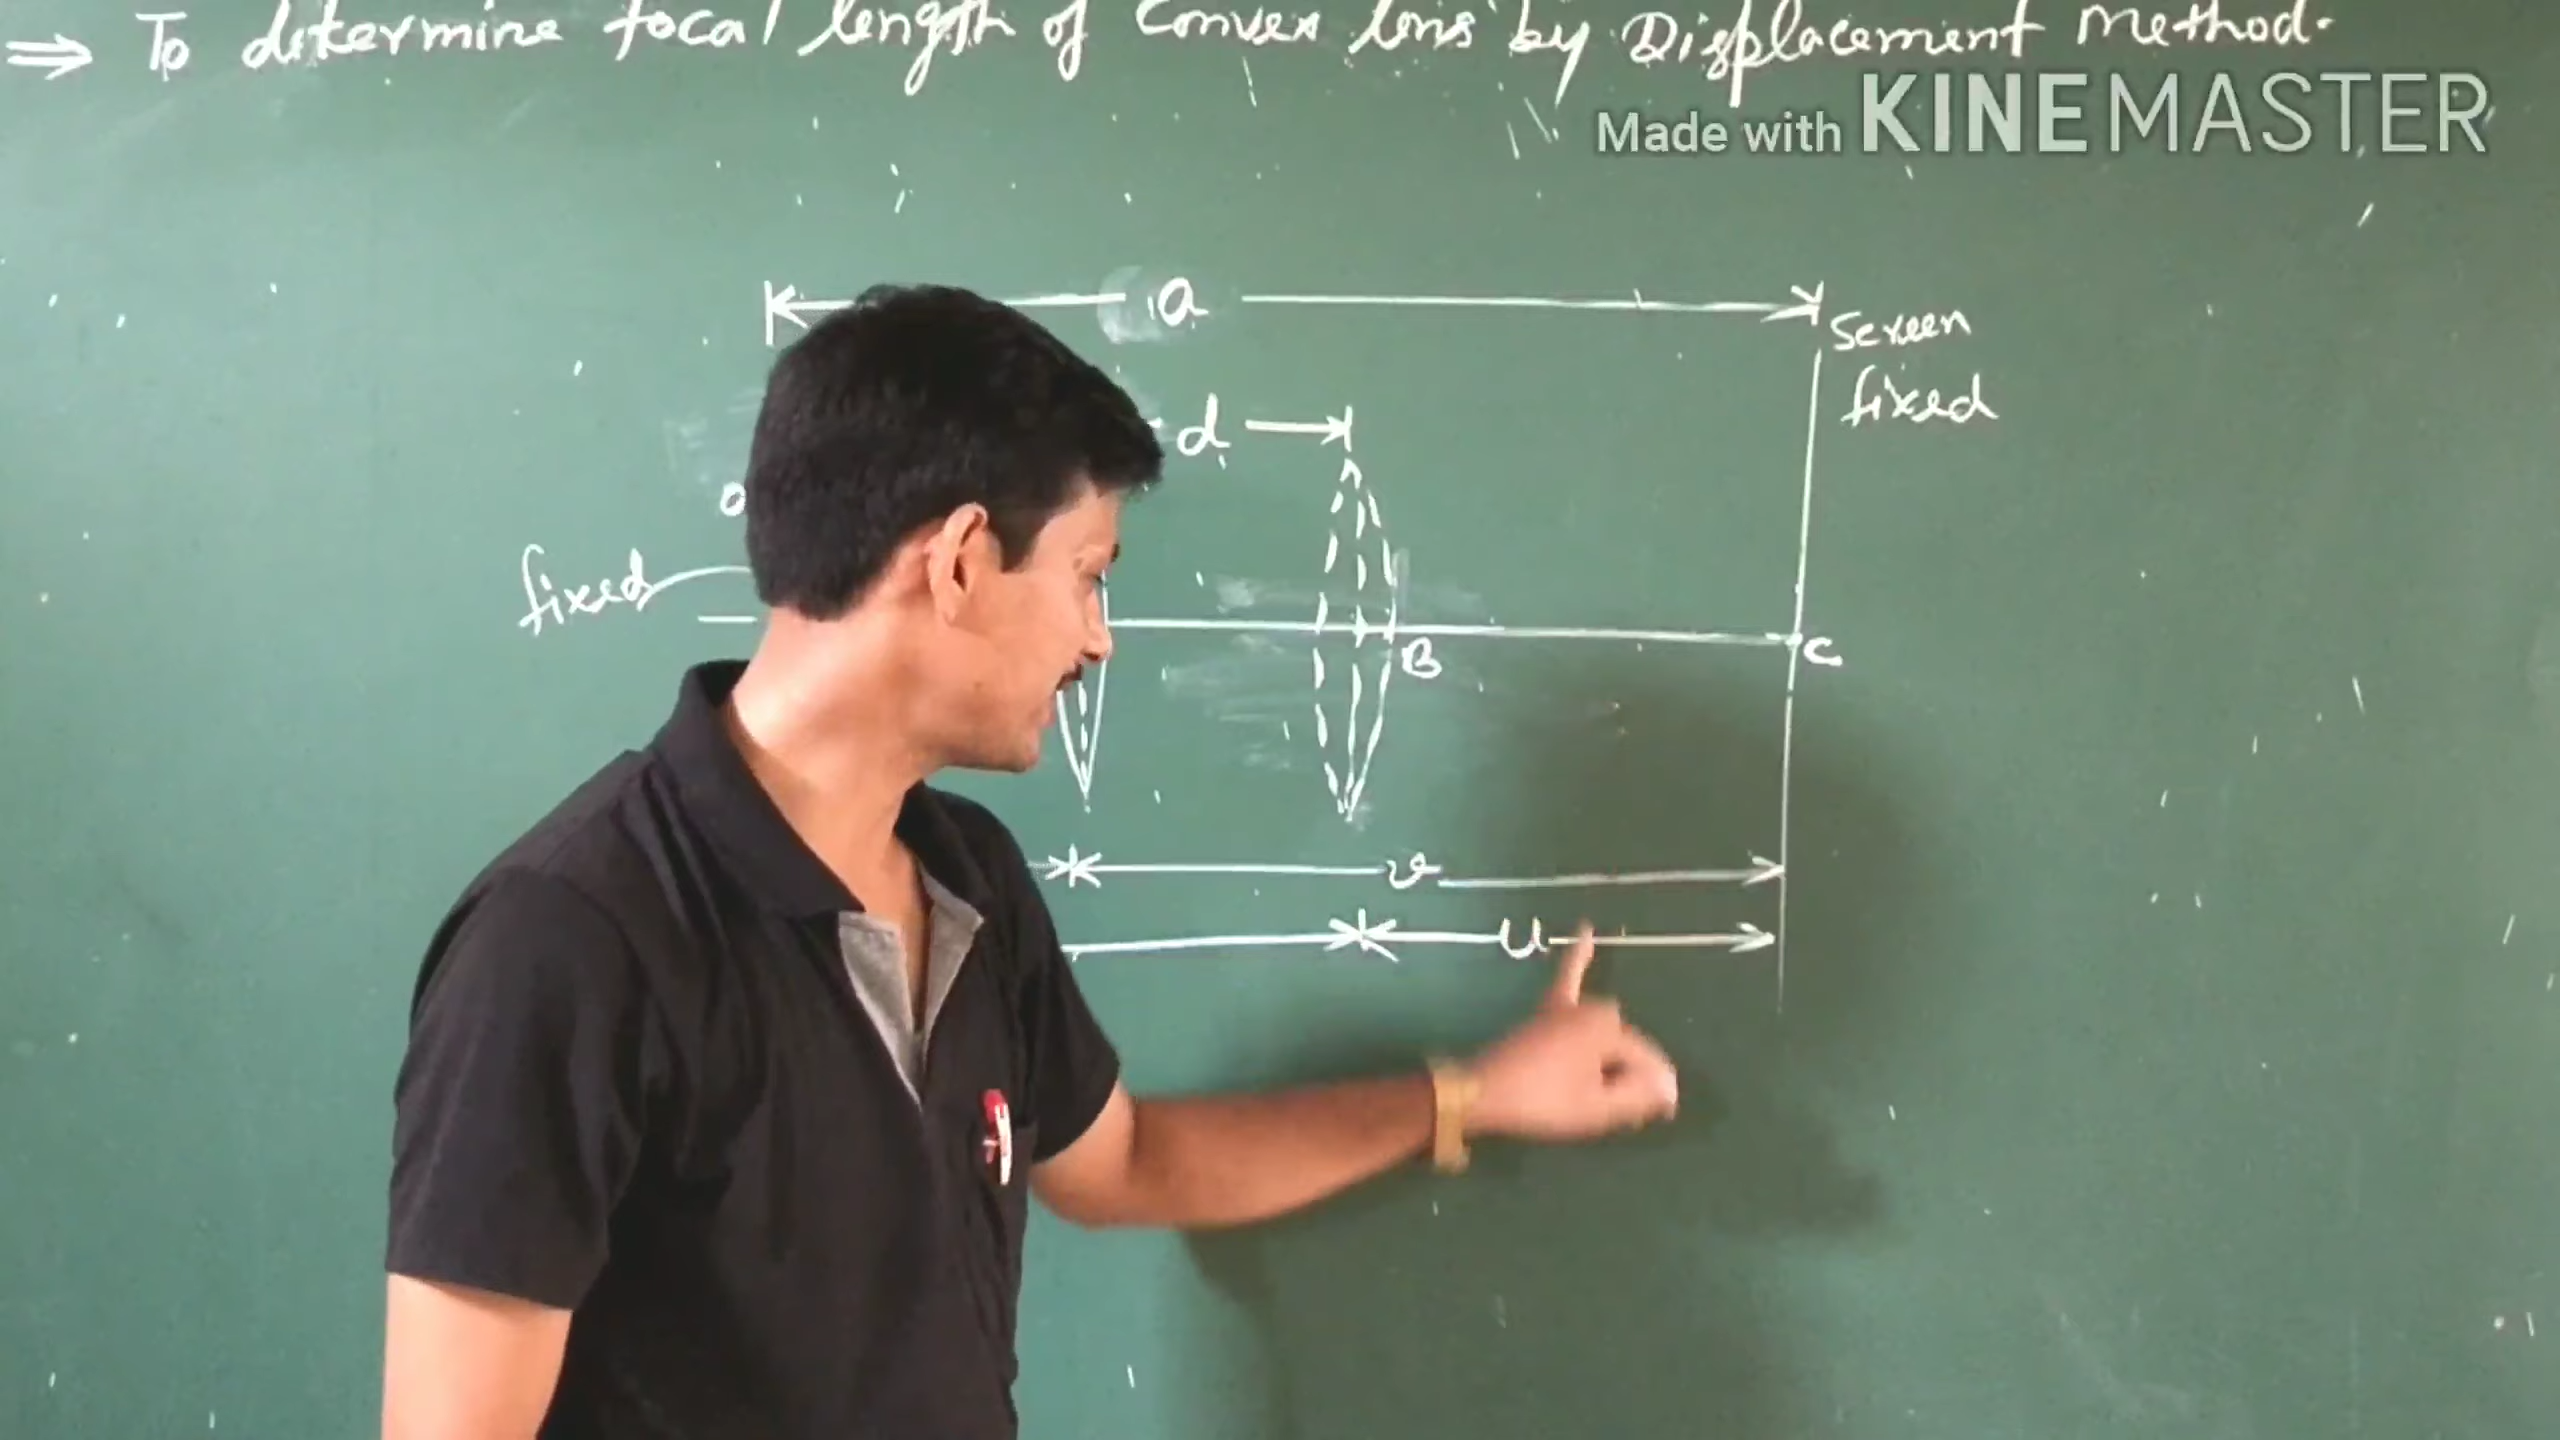 ⇒ To determine focal length of Convex lens by Displacement Method.
Made with KINEMASTER
a
Screen
fixed
d
O
fixed
B
C
v
u